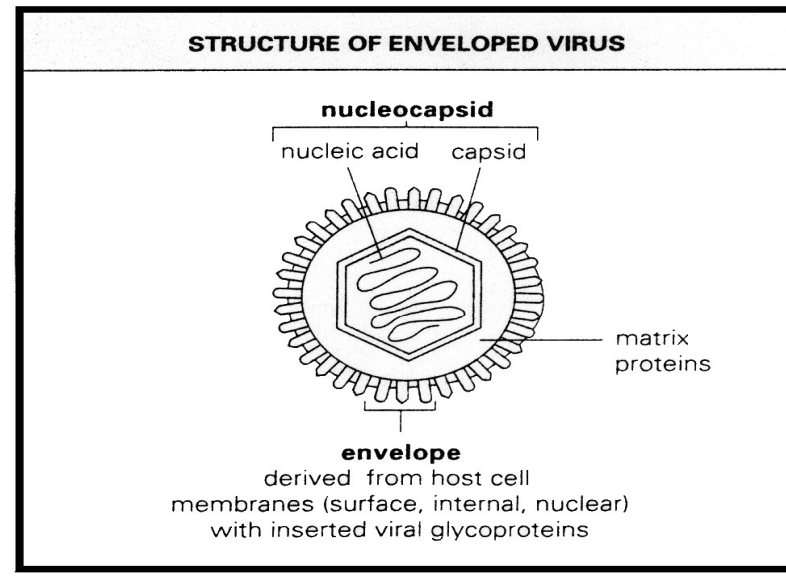 STRUCTURE OF ENVELOPED VIRUS
nucleocapsid
nucleic acid capsid
matrix
proteins
envelope
derived from host cell
membranes (surface, internal, nuclear)
with inserted viral glycoproteins